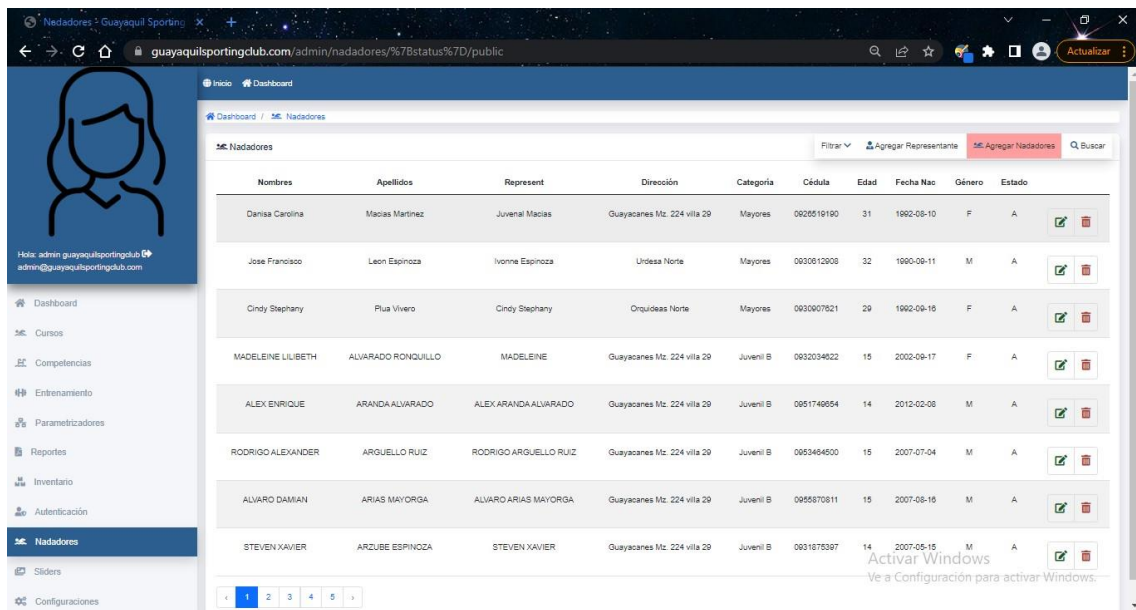 Nadadores - Guayaquil Sporting
guayaquilsportingclub.com/admin/nadadores/%7Bstatus%7D/public
Actualizar
Inicio Dashboard
Dashboard / Nadadores
Nadadores
Filtrar Agregar Representante Agregar Nadadores Buscar
Nombres Apellidos Represent Dirección Categoria Cédula Edad Fecha Nac Género Estado
Danisa Carolina Macias Martinez Juvenal Macias Guayacanes Mz. 224 villa 29 Mayores 0926519190 31 1992-08-10 F A
Jose Francisco Leon Espinoza Ivonne Espinoza Urdesa Norte Mayores 0930612908 32 1990-09-11 M A
Cindy Stephany Plua Vivero Cindy Stephany Orquideas Norte Mayores 0930907621 29 1992-09-16 F A
MADELEINE LILIBETH ALVARADO RONQUILLO MADELEINE Guayacanes Mz. 224 villa 29 Juvenil B 0932034622 15 2002-09-17 F A
ALEX ENRIQUE ARANDA ALVARADO ALEX ARANDA ALVARADO Guayacanes Mz. 224 villa 29 Juvenil B 0951749654 14 2012-02-08 M A
RODRIGO ALEXANDER ARGUELLO RUIZ RODRIGO ARGUELLO RUIZ Guayacanes Mz. 224 villa 29 Juvenil B 0953464500 15 2007-07-04 M A
ALVARO DAMIAN ARIAS MAYORGA ALVARO ARIAS MAYORGA Guayacanes Mz. 224 villa 29 Juvenil B 0955870811 15 2007-08-16 M A
STEVEN XAVIER ARZUBE ESPINOZA STEVEN XAVIER Guayacanes Mz. 224 villa 29 Juvenil B 0931875397 14 2007-05-15 M A
‹ 1 2 3 4 5 ›
Hola: admin guayaquilsportingclub
admin@guayaquilsportingclub.com
Dashboard
Cursos
Competencias
Entrenamiento
Parametrizadores
Reportes
Inventario
Autenticación
Nadadores
Sliders
Configuraciones
Activar Windows
Ve a Configuración para activar Windows.